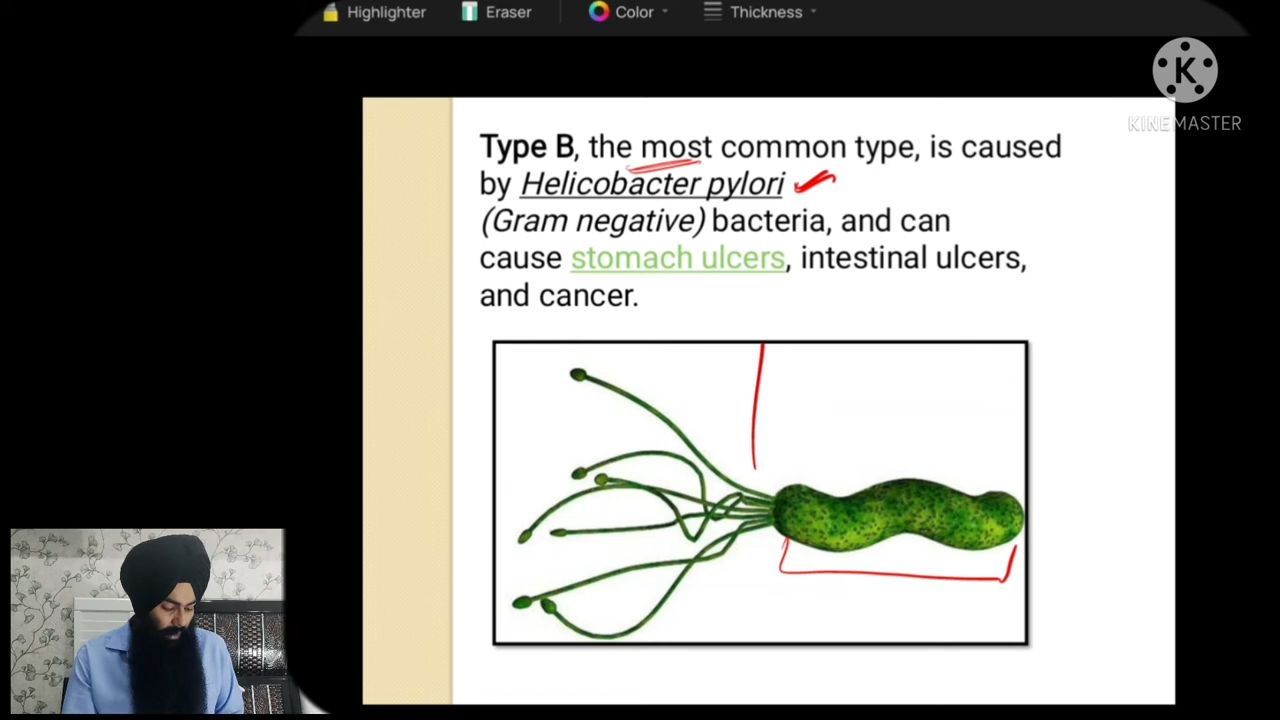 Highlighter Eraser Color Thickness
K
KINEMASTER
Type B, the most common type, is caused
by Helicobacter pylori
(Gram negative) bacteria, and can
cause stomach ulcers, intestinal ulcers,
and cancer.